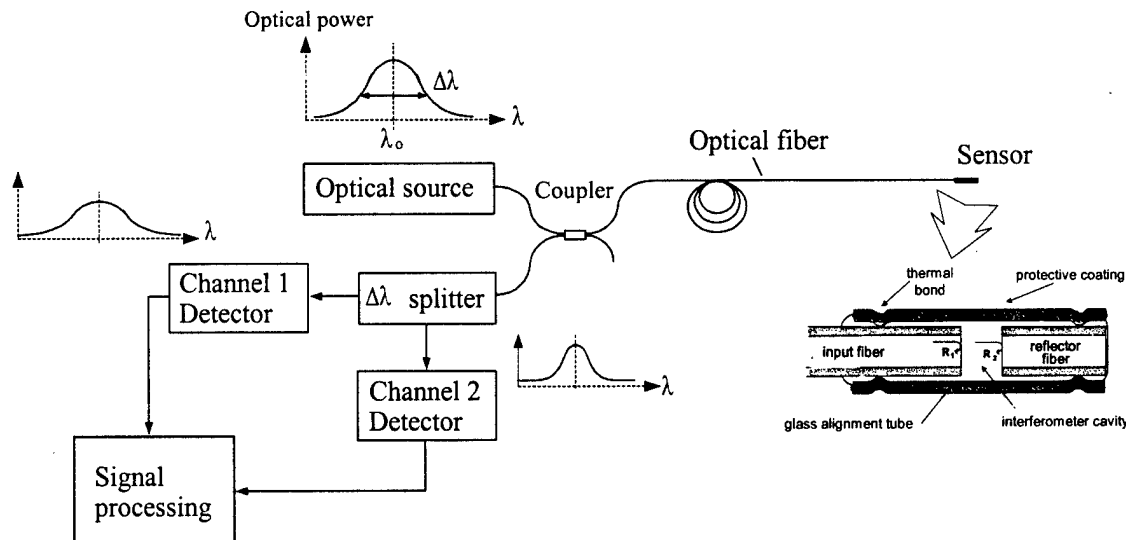 Optical power
Δλ
λ
λo
Optical fiber
Sensor
Optical source
Coupler
λ
Channel 1
Detector
Δλ splitter
thermal
bond
protective coating
input fiber
R1
R2
reflector
fiber
λ
Channel 2
Detector
glass alignment tube
interferometer cavity
Signal
processing